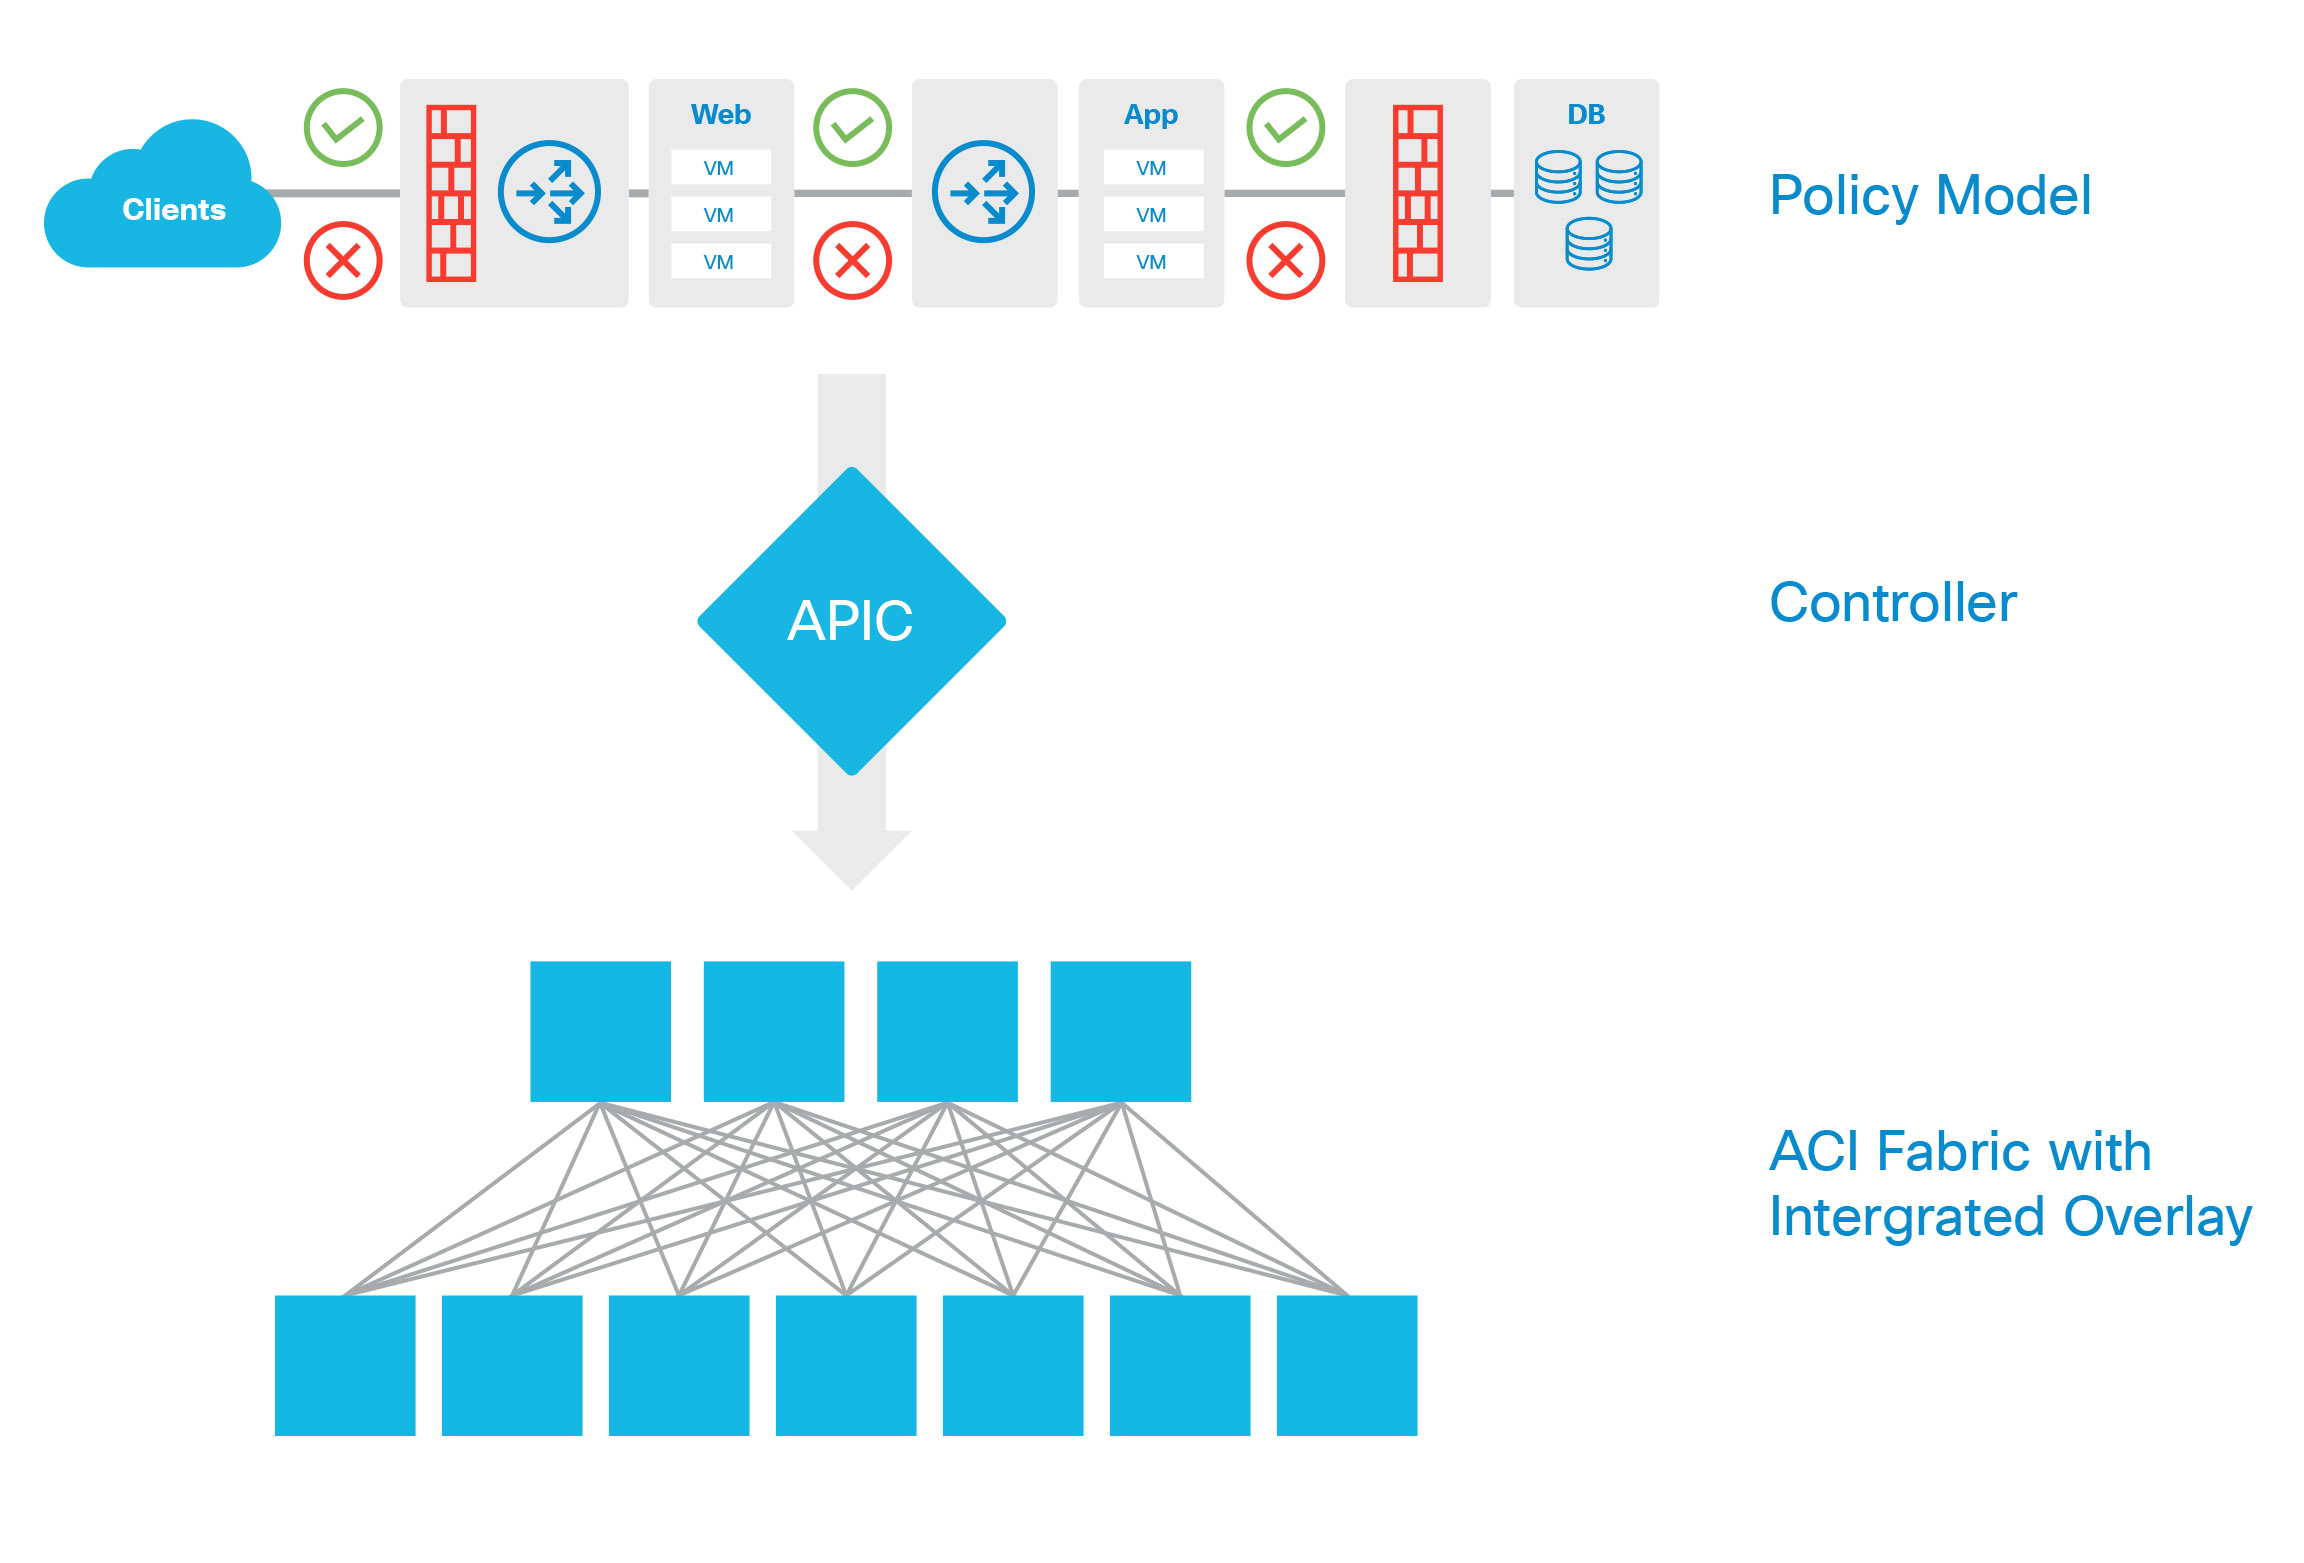 Clients
Web
VM
VM
VM
App
VM
VM
VM
DB
Policy Model
APIC
Controller
ACI Fabric with
Intergrated Overlay